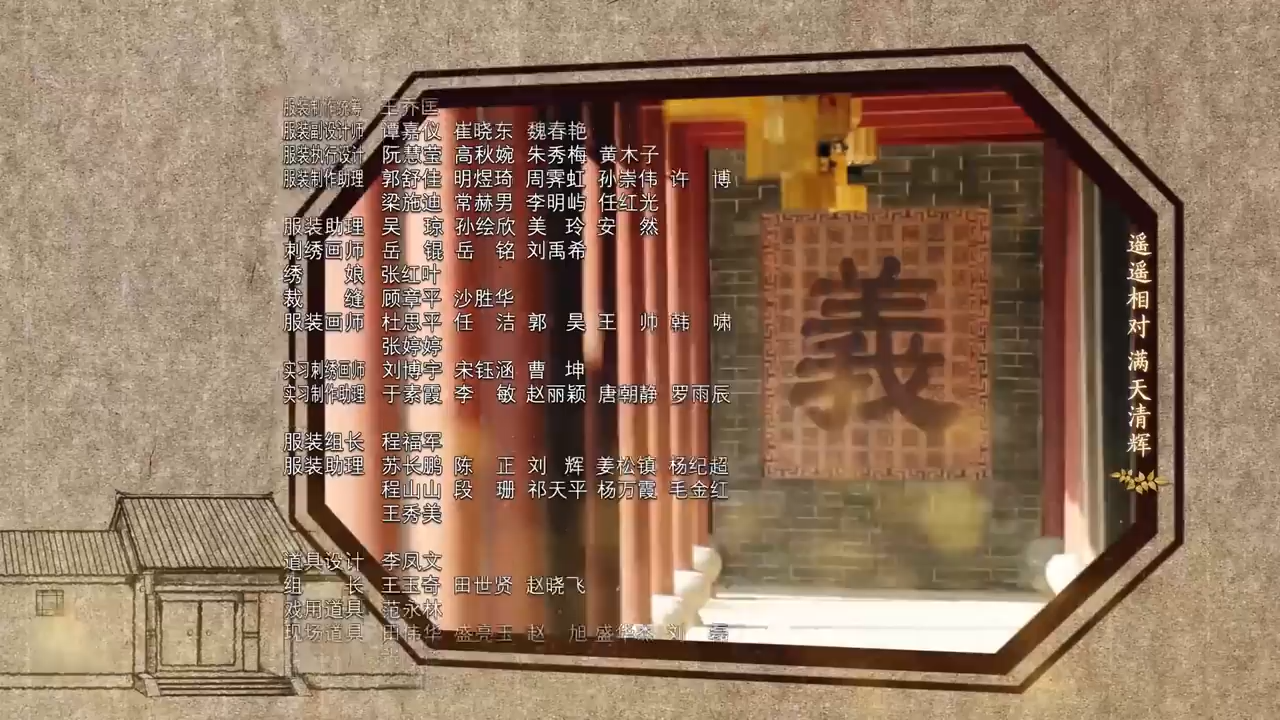 服装制作统筹 王乔匡
服装副设计师 谭嘉仪 崔晓东 魏春艳
服装执行设计 阮慧莹 高秋婉 朱秀梅 黄木子
服装制作助理 郭舒佳 明煜琦 周霁虹 孙崇伟 许 博
梁施迪 常赫男 李明屿 任红光
服装助理 吴 琼 孙绘欣 美 玲 安 然
刺绣画师 岳 锟 岳 铭 刘禹希
绣 娘 张红叶
裁 缝 顾章平 沙胜华
服装画师 杜思平 任 洁 郭 昊 王 帅 韩 啸
张婷婷
实习刺绣画师 刘博宇 宋钰涵 曹 坤
实习制作助理 于素霞 李 敏 赵丽颖 唐朝静 罗雨辰
服装组长 程福军
服装助理 苏长鹏 陈 正 刘 辉 姜松镇 杨纪超
程山山 段 珊 祁天平 杨万霞 毛金红
王秀美
道具设计 李凤文
组 长 王玉奇 田世贤 赵晓飞
戏用道具 范永林
现场道具 田伟华 盛亮玉 赵 旭 盛华森 刘 磊
義
遥遥相对 满天清辉